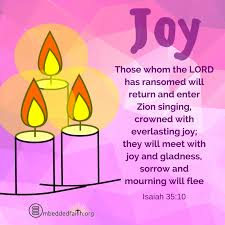 Joy
Those whom the LORD
has ransomed will
return and enter
Zion singing,
crowned with
everlasting joy;
they will meet with
joy and gladness,
sorrow and
mourning will flee
Isaiah 35:10
mbeddedfaith.org